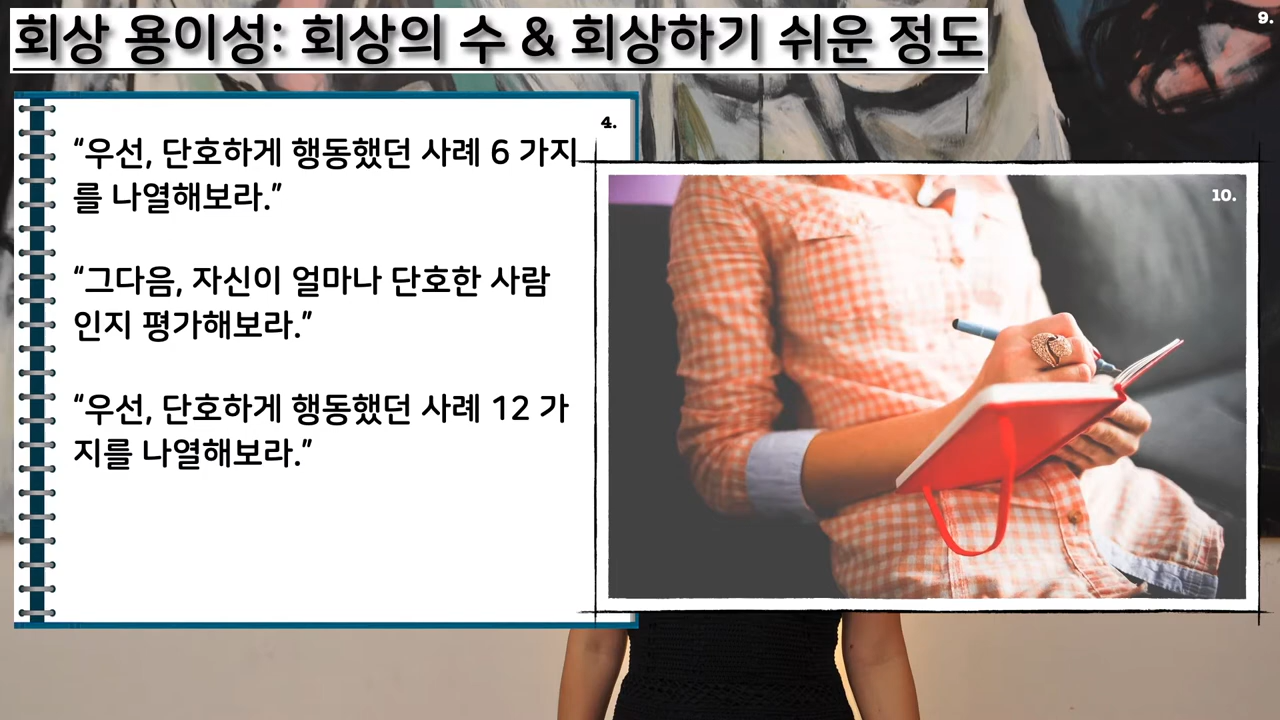 회상 용이성: 회상의 수 & 회상하기 쉬운 정도
9.
4.
“우선, 단호하게 행동했던 사례 6 가지
를 나열해보라.”
“그다음, 자신이 얼마나 단호한 사람
인지 평가해보라.”
“우선, 단호하게 행동했던 사례 12 가
지를 나열해보라.”
10.